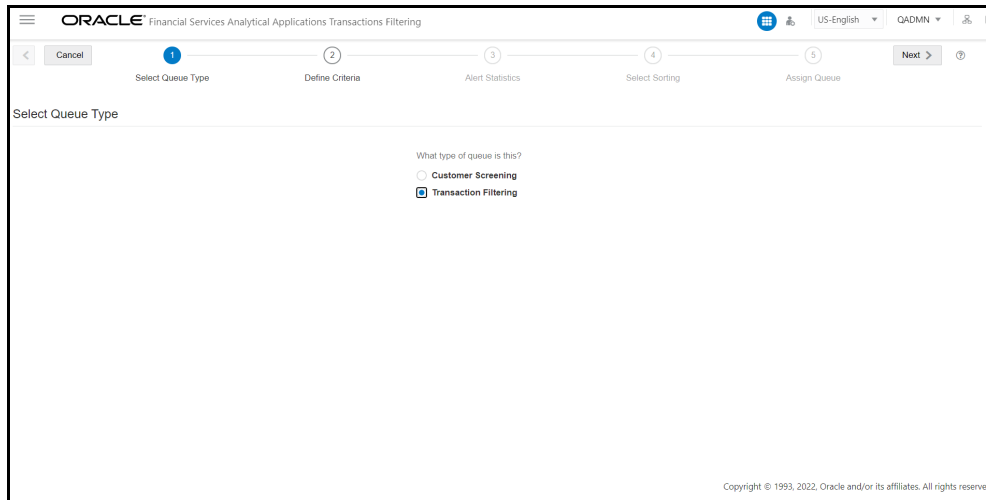 ORACLE® Financial Services Analytical Applications Transactions Filtering
US-English
QADMN
Cancel
1
2
3
4
5
Next
Select Queue Type
Define Criteria
Alert Statistics
Select Sorting
Assign Queue
Select Queue Type
What type of queue is this?
Customer Screening
Transaction Filtering
Copyright © 1993, 2022, Oracle and/or its affiliates. All rights reserve